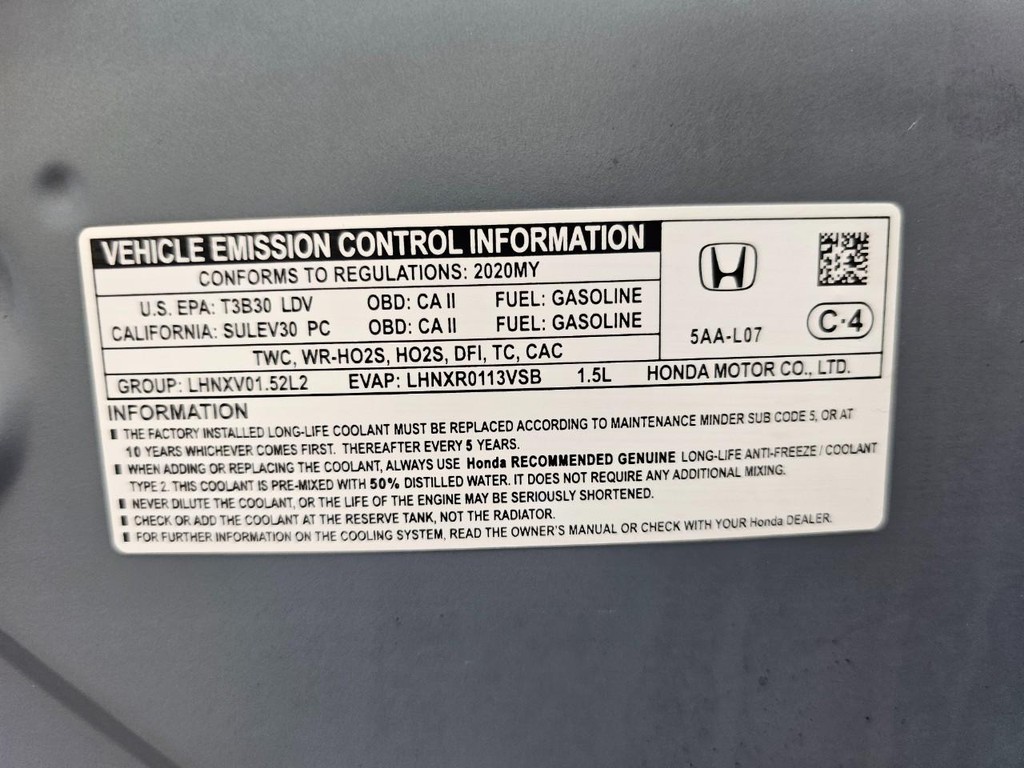 VEHICLE EMISSION CONTROL INFORMATION
CONFORMS TO REGULATIONS: 2020MY
U.S. EPA: T3B30 LDV OBD: CA II FUEL: GASOLINE
CALIFORNIA: SULEV30 PC OBD: CA II FUEL: GASOLINE
TWC, WR-HO2S, HO2S, DFI, TC, CAC
5AA-L07
C·4
GROUP: LHNXV01.52L2 EVAP: LHNXR0113VSB 1.5L HONDA MOTOR CO., LTD.
INFORMATION
THE FACTORY INSTALLED LONG-LIFE COOLANT MUST BE REPLACED ACCORDING TO MAINTENANCE MINDER SUB CODE 5, OR AT
10 YEARS WHICHEVER COMES FIRST. THEREAFTER EVERY 5 YEARS.
WHEN ADDING OR REPLACING THE COOLANT, ALWAYS USE Honda RECOMMENDED GENUINE LONG-LIFE ANTI-FREEZE / COOLANT
TYPE 2. THIS COOLANT IS PRE-MIXED WITH 50% DISTILLED WATER. IT DOES NOT REQUIRE ANY ADDITIONAL MIXING.
NEVER DILUTE THE COOLANT, OR THE LIFE OF THE ENGINE MAY BE SERIOUSLY SHORTENED.
CHECK OR ADD THE COOLANT AT THE RESERVE TANK, NOT THE RADIATOR.
FOR FURTHER INFORMATION ON THE COOLING SYSTEM, READ THE OWNER'S MANUAL OR CHECK WITH YOUR Honda DEALER.